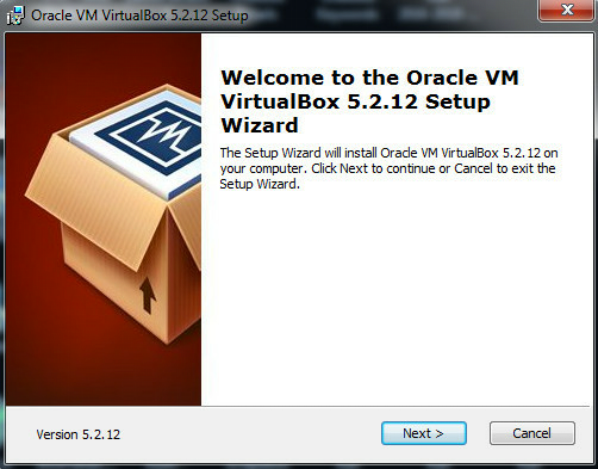 Oracle VM VirtualBox 5.2.12 Setup
Welcome to the Oracle VM
VirtualBox 5.2.12 Setup
Wizard
The Setup Wizard will install Oracle VM VirtualBox 5.2.12 on
your computer. Click Next to continue or Cancel to exit the
Setup Wizard.
Version 5.2.12
Next >
Cancel